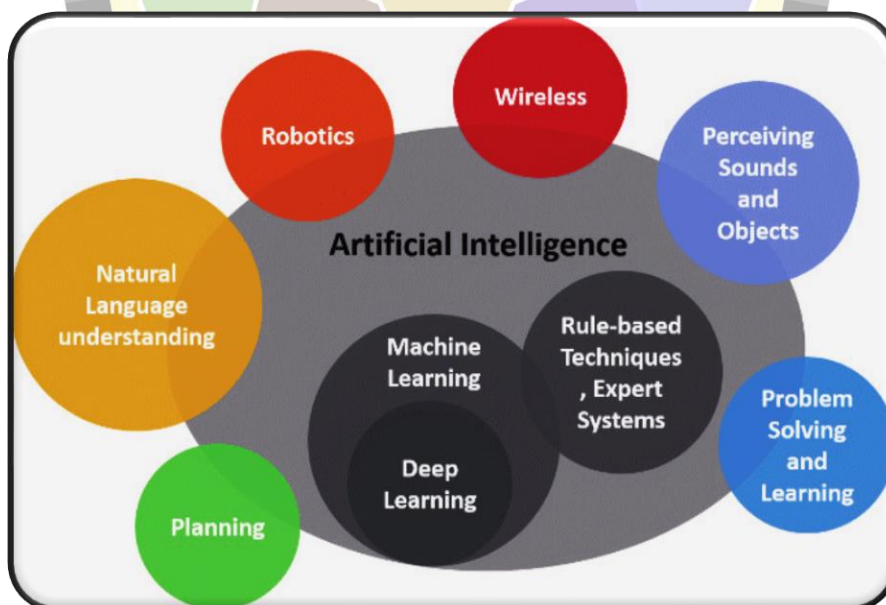 Wireless
Robotics
Perceiving
Sounds
and
Objects
Artificial Intelligence
Natural
Language
understanding
Machine
Learning
Rule-based
Techniques
, Expert
Systems
Problem
Solving
and
Learning
Deep
Learning
Planning